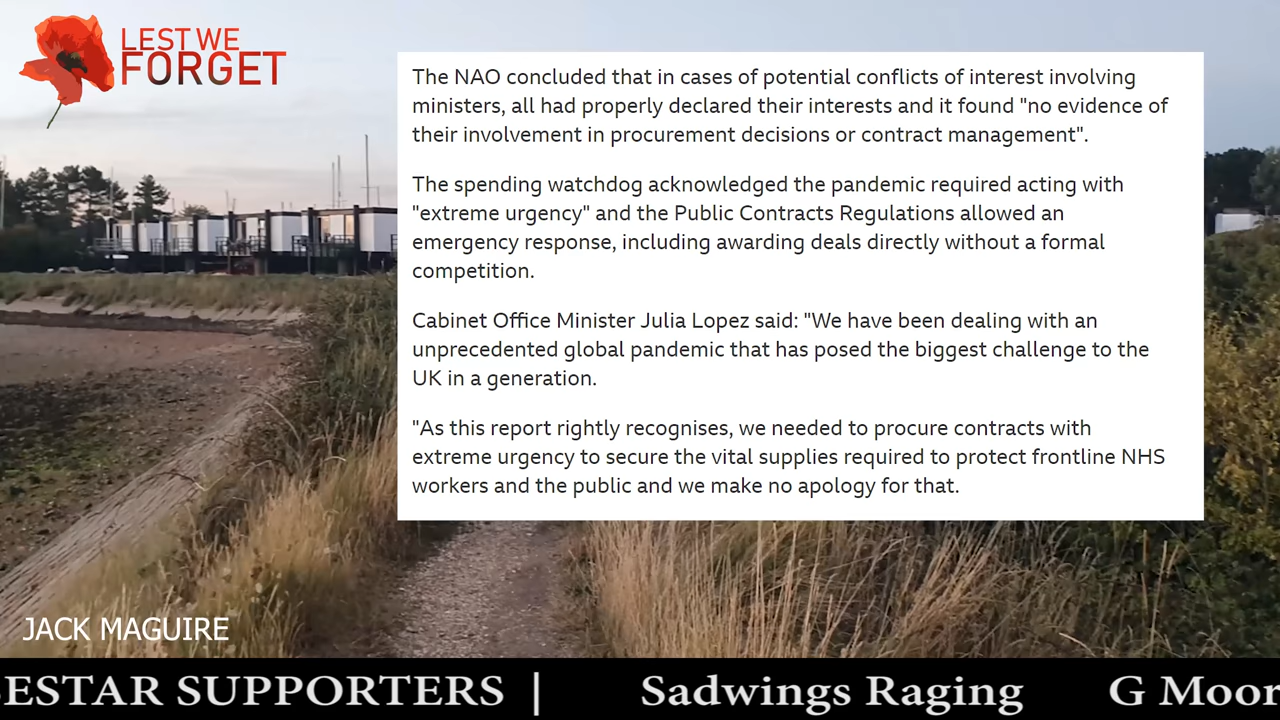 LEST WE
FORGET
The NAO concluded that in cases of potential conflicts of interest involving
ministers, all had properly declared their interests and it found "no evidence of
their involvement in procurement decisions or contract management".
The spending watchdog acknowledged the pandemic required acting with
"extreme urgency" and the Public Contracts Regulations allowed an
emergency response, including awarding deals directly without a formal
competition.
Cabinet Office Minister Julia Lopez said: "We have been dealing with an
unprecedented global pandemic that has posed the biggest challenge to the
UK in a generation.
"As this report rightly recognises, we needed to procure contracts with
extreme urgency to secure the vital supplies required to protect frontline NHS
workers and the public and we make no apology for that.
JACK MAGUIRE
ESTAR SUPPORTERS | Sadwings Raging G Moor